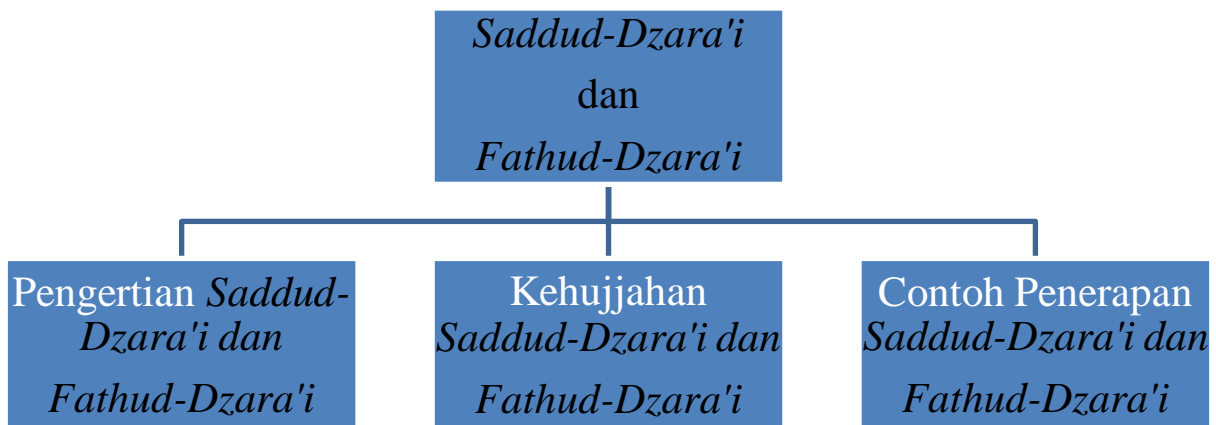 Saddud-Dzara'i
dan
Fathud-Dzara'i
Pengertian Saddud-
Dzara'i dan
Fathud-Dzara'i
Kehujjahan
Saddud-Dzara'i dan
Fathud-Dzara'i
Contoh Penerapan
Saddud-Dzara'i dan
Fathud-Dzara'i